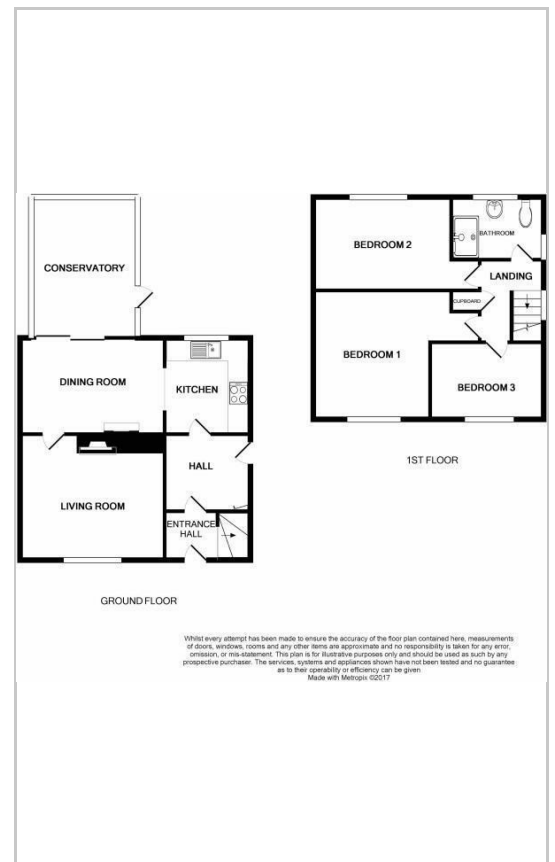 CONSERVATORY
DINING ROOM
KITCHEN
HALL
LIVING ROOM
ENTRANCE
HALL
GROUND FLOOR
BEDROOM 2
BATHROOM
LANDING
CUPBOARD
BEDROOM 1
BEDROOM 3
1ST FLOOR
Whilst every attempt has been made to ensure the accuracy of the floor plan contained here, measurements
of doors, windows, rooms and any other items are approximate and no responsibility is taken for any error,
omission, or mis-statement. This plan is for illustrative purposes only and should be used as such by any
prospective purchaser. The services, systems and appliances shown have not been tested and no guarantee
as to their operability or efficiency can be given
Made with Metropix ©2017